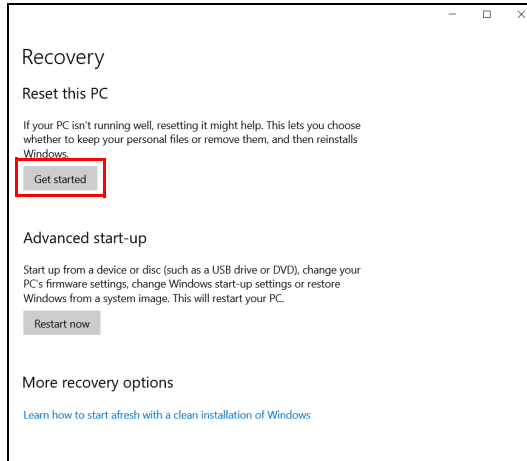 Recovery
Reset this PC
If your PC isn't running well, resetting it might help. This lets you choose
whether to keep your personal files or remove them, and then reinstalls
Windows.
Get started
Advanced start-up
Start up from a device or disc (such as a USB drive or DVD), change your
PC's firmware settings, change Windows start-up settings or restore
Windows from a system image. This will restart your PC.
Restart now
More recovery options
Learn how to start afresh with a clean installation of Windows